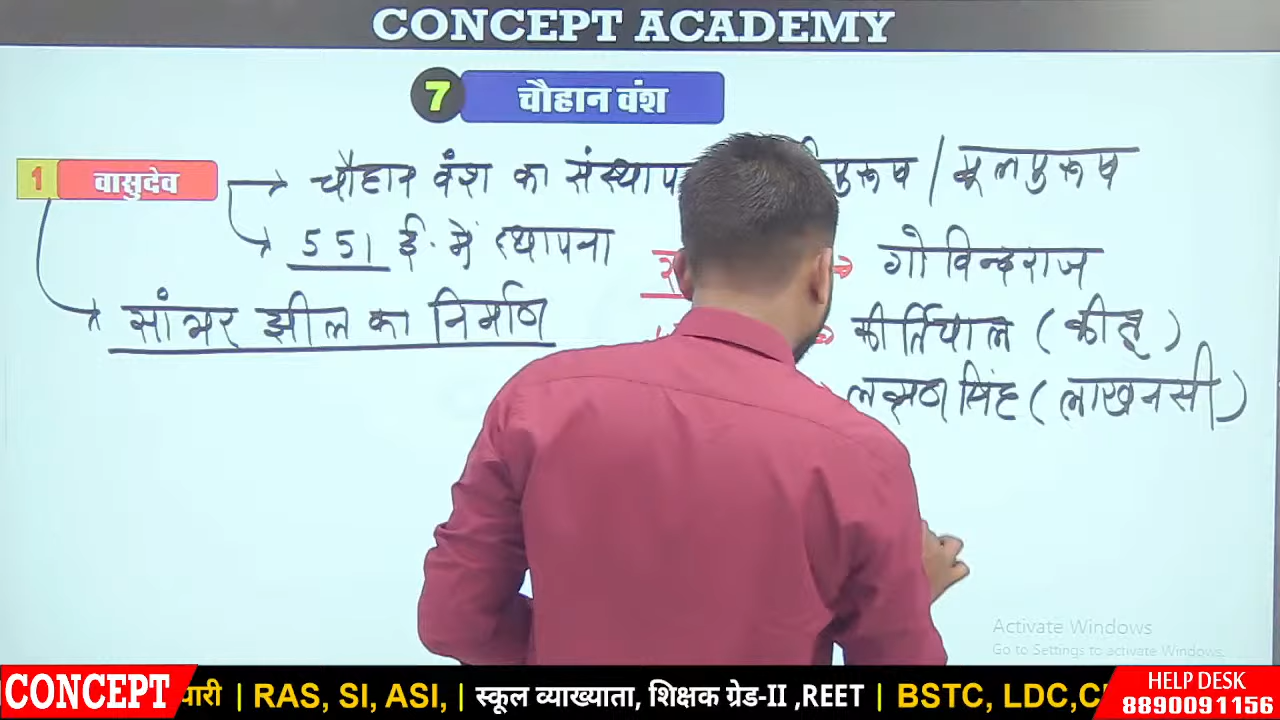 CONCEPT ACADEMY
7 चौहान वंश
1 वासुदेव → चौहान वंश का संस्थाप पुरूष / मूलपुरूष
→ 551 ई. में स्थापना
→ गोविन्दराज
→ सांभर झील का निर्माण
→ कीर्तिपाल (कीतू)
लक्ष्मण सिंह (लाखनसी)
Activate Windows
Go to Settings to activate Windows.
CONCEPT यारी | RAS, SI, ASI, | स्कूल व्याख्याता, शिक्षक ग्रेड-II ,REET | BSTC, LDC,C
HELP DESK
8890091156